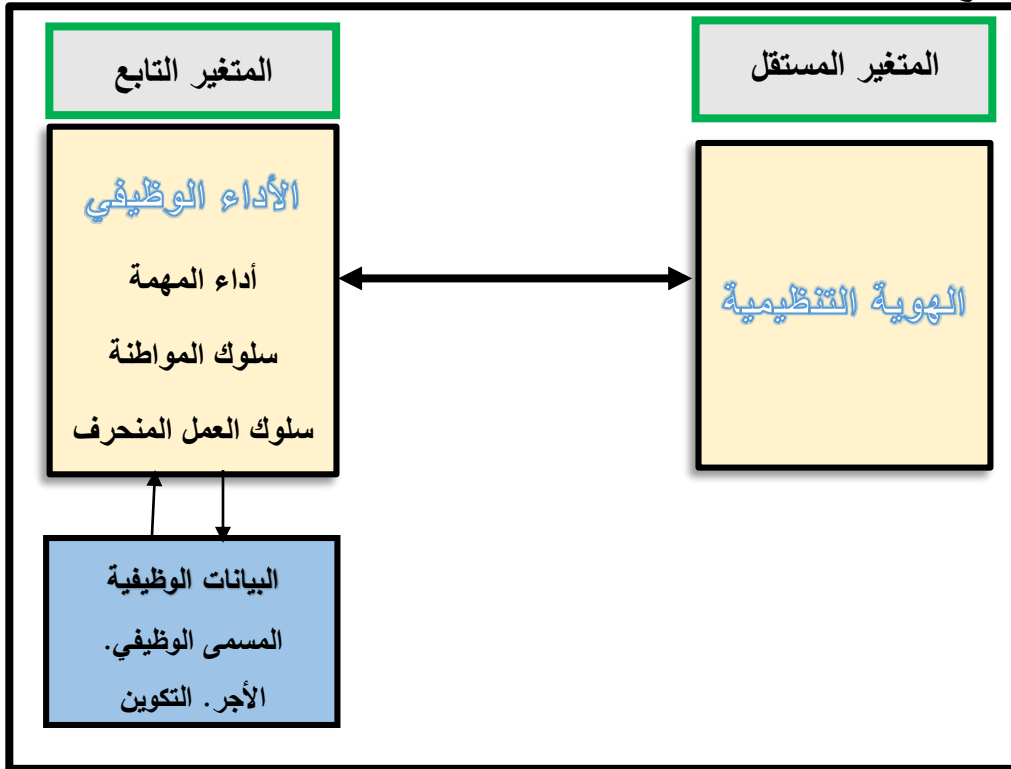 المتغير المستقل
المتغير التابع
الهوية التنظيمية
الأداء الوظيفي
أداء المهمة
سلوك المواطنة
سلوك العمل المنحرف
البيانات الوظيفية
المسمى الوظيفي.
الأجر. التكوين